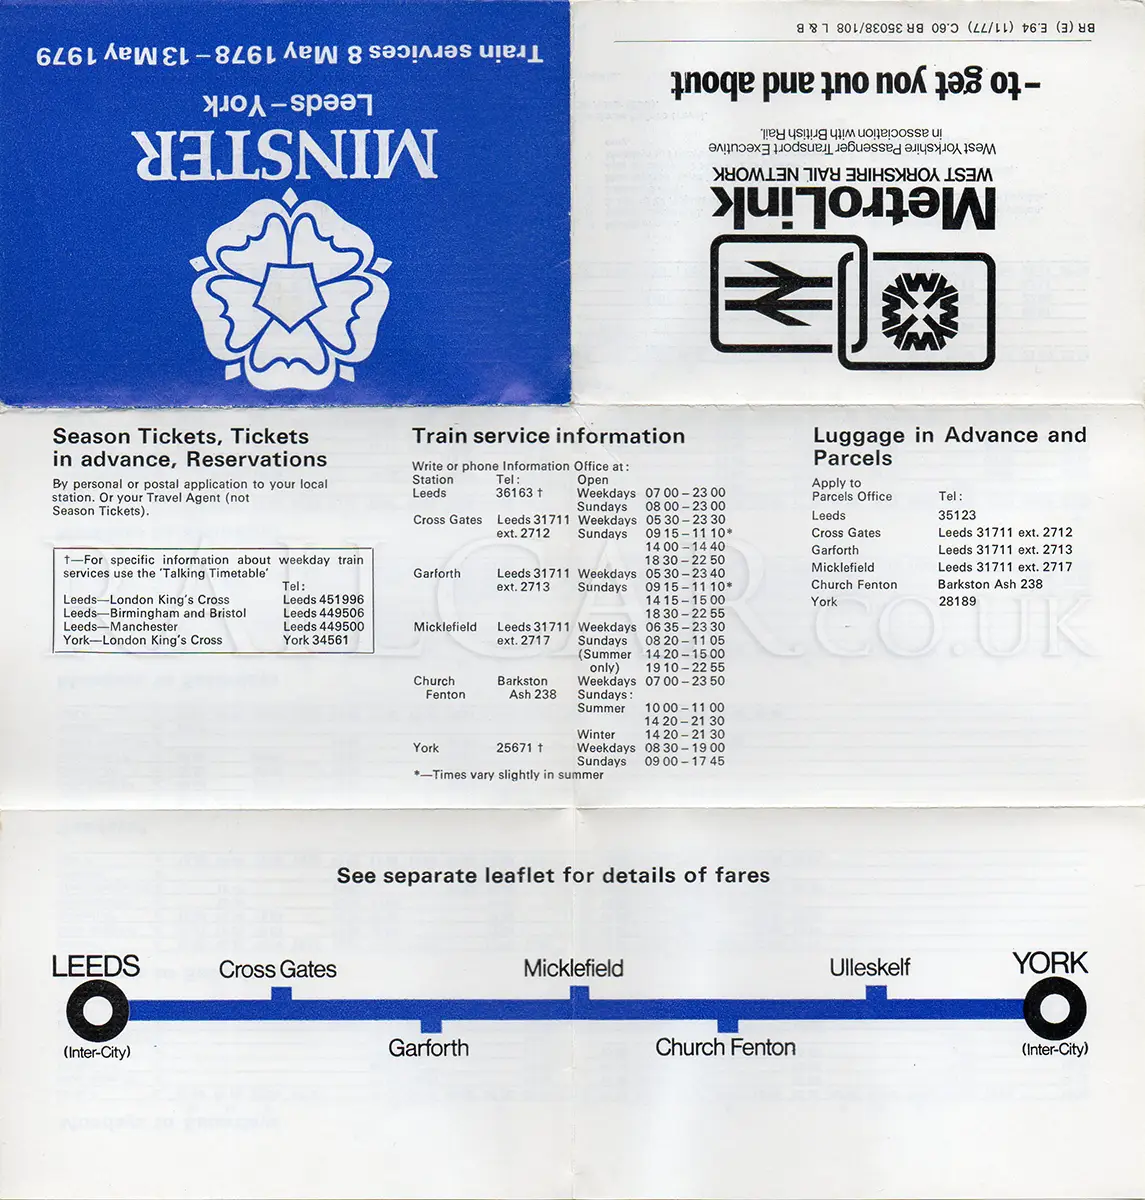 MINSTER
Leeds–York
Train services 8 May 1978–13 May 1979
MetroLink
WEST YORKSHIRE RAIL NETWORK
West Yorkshire Passenger Transport Executive
in association with British Rail.
–to get you out and about
BR (E) E.94 (11/77) C.60 BR 35038/108 L & B
Season Tickets, Tickets
in advance, Reservations
By personal or postal application to your local
station. Or your Travel Agent (not
Season Tickets).
†—For specific information about weekday train
services use the 'Talking Timetable'
Tel:
Leeds—London King's Cross Leeds 451996
Leeds—Birmingham and Bristol Leeds 449506
Leeds—Manchester Leeds 449500
York—London King's Cross York 34561
Train service information
Write or phone Information Office at:
Station Tel: Open
Leeds 36163 † Weekdays 07 00–23 00
Sundays 08 00–23 00
Cross Gates Leeds 31711 Weekdays 05 30–23 30
ext. 2712 Sundays 09 15–11 10*
14 00–14 40
18 30–22 50
Garforth Leeds 31711 Weekdays 05 30–23 40
ext. 2713 Sundays 09 15–11 10*
14 15–15 00
18 30–22 55
Micklefield Leeds 31711 Weekdays 06 35–23 30
ext. 2717 Sundays 08 20–11 05
(Summer 14 20–15 00
only) 19 10–22 55
Church Barkston Weekdays 07 00–23 50
Fenton Ash 238 Sundays:
Summer 10 00–11 00
14 20–21 30
Winter 14 20–21 30
York 25671 † Weekdays 08 30–19 00
Sundays 09 00–17 45
*—Times vary slightly in summer
Luggage in Advance and
Parcels
Apply to
Parcels Office Tel:
Leeds 35123
Cross Gates Leeds 31711 ext. 2712
Garforth Leeds 31711 ext. 2713
Micklefield Leeds 31711 ext. 2717
Church Fenton Barkston Ash 238
York 28189
RAILCAR.CO.UK
See separate leaflet for details of fares
LEEDS
(Inter-City)
Cross Gates
Garforth
Micklefield
Church Fenton
Ulleskelf
YORK
(Inter-City)